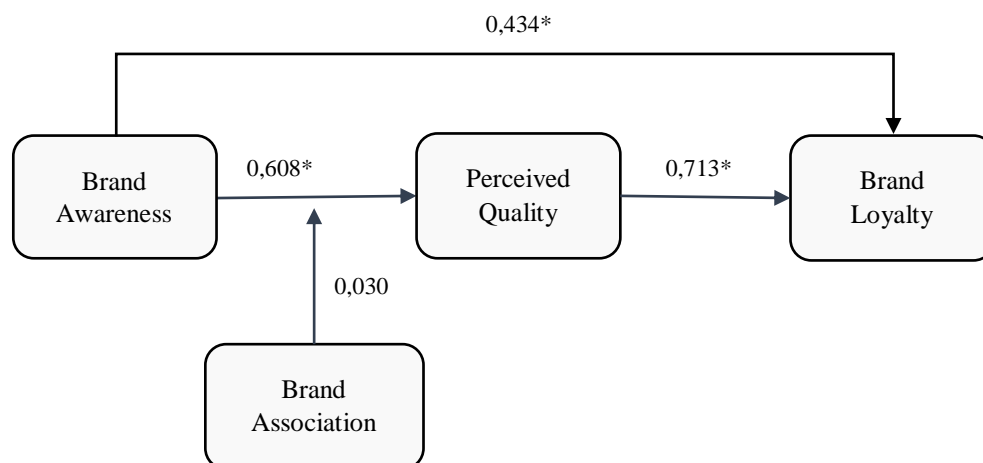 0,434*
Brand
Awareness
0,608*
Perceived
Quality
0,713*
Brand
Loyalty
0,030
Brand
Association